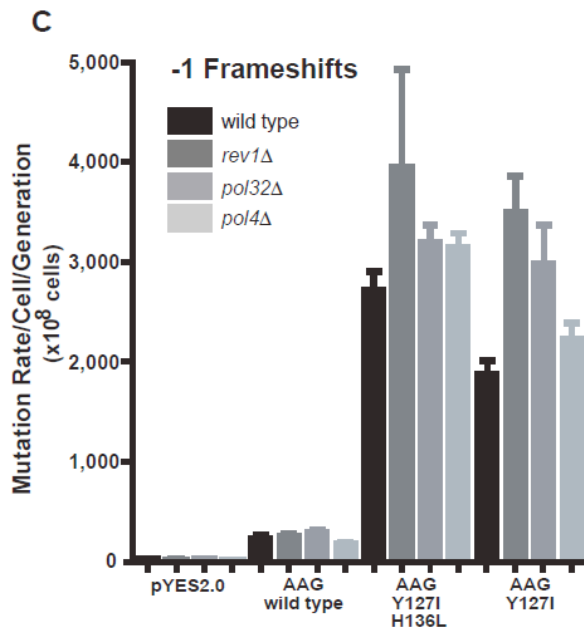 C
-1 Frameshifts
wild type
rev1Δ
pol32Δ
pol4Δ
Mutation Rate/Cell/Generation
(x10⁸ cells)
5,000
4,000
3,000
2,000
1,000
0
pYES2.0
AAG
wild type
AAG
Y127I
H136L
AAG
Y127I